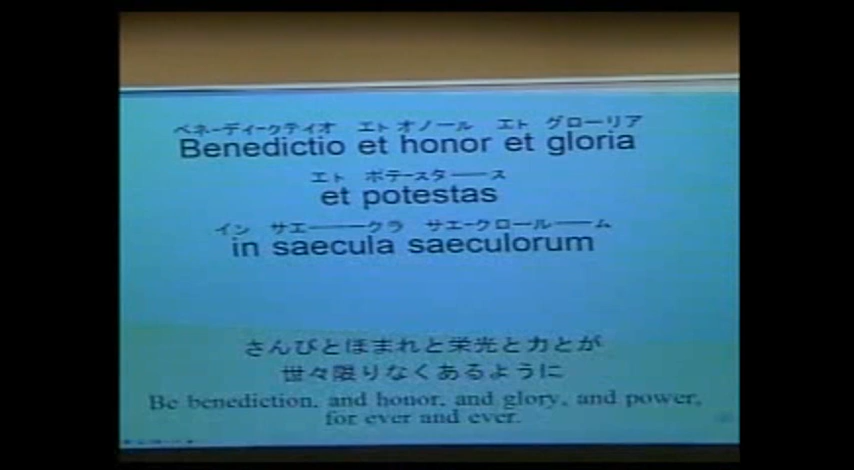 ベネーディークティオ エト オノール エト グローリア
Benedictio et honor et gloria
エト ポテースタース
et potestas
イン サエークラ サエークロールーム
in saecula saeculorum
さんびとほまれと栄光と力とが
世々限りなくあるように
Be benediction, and honor, and glory, and power,
for ever and ever.